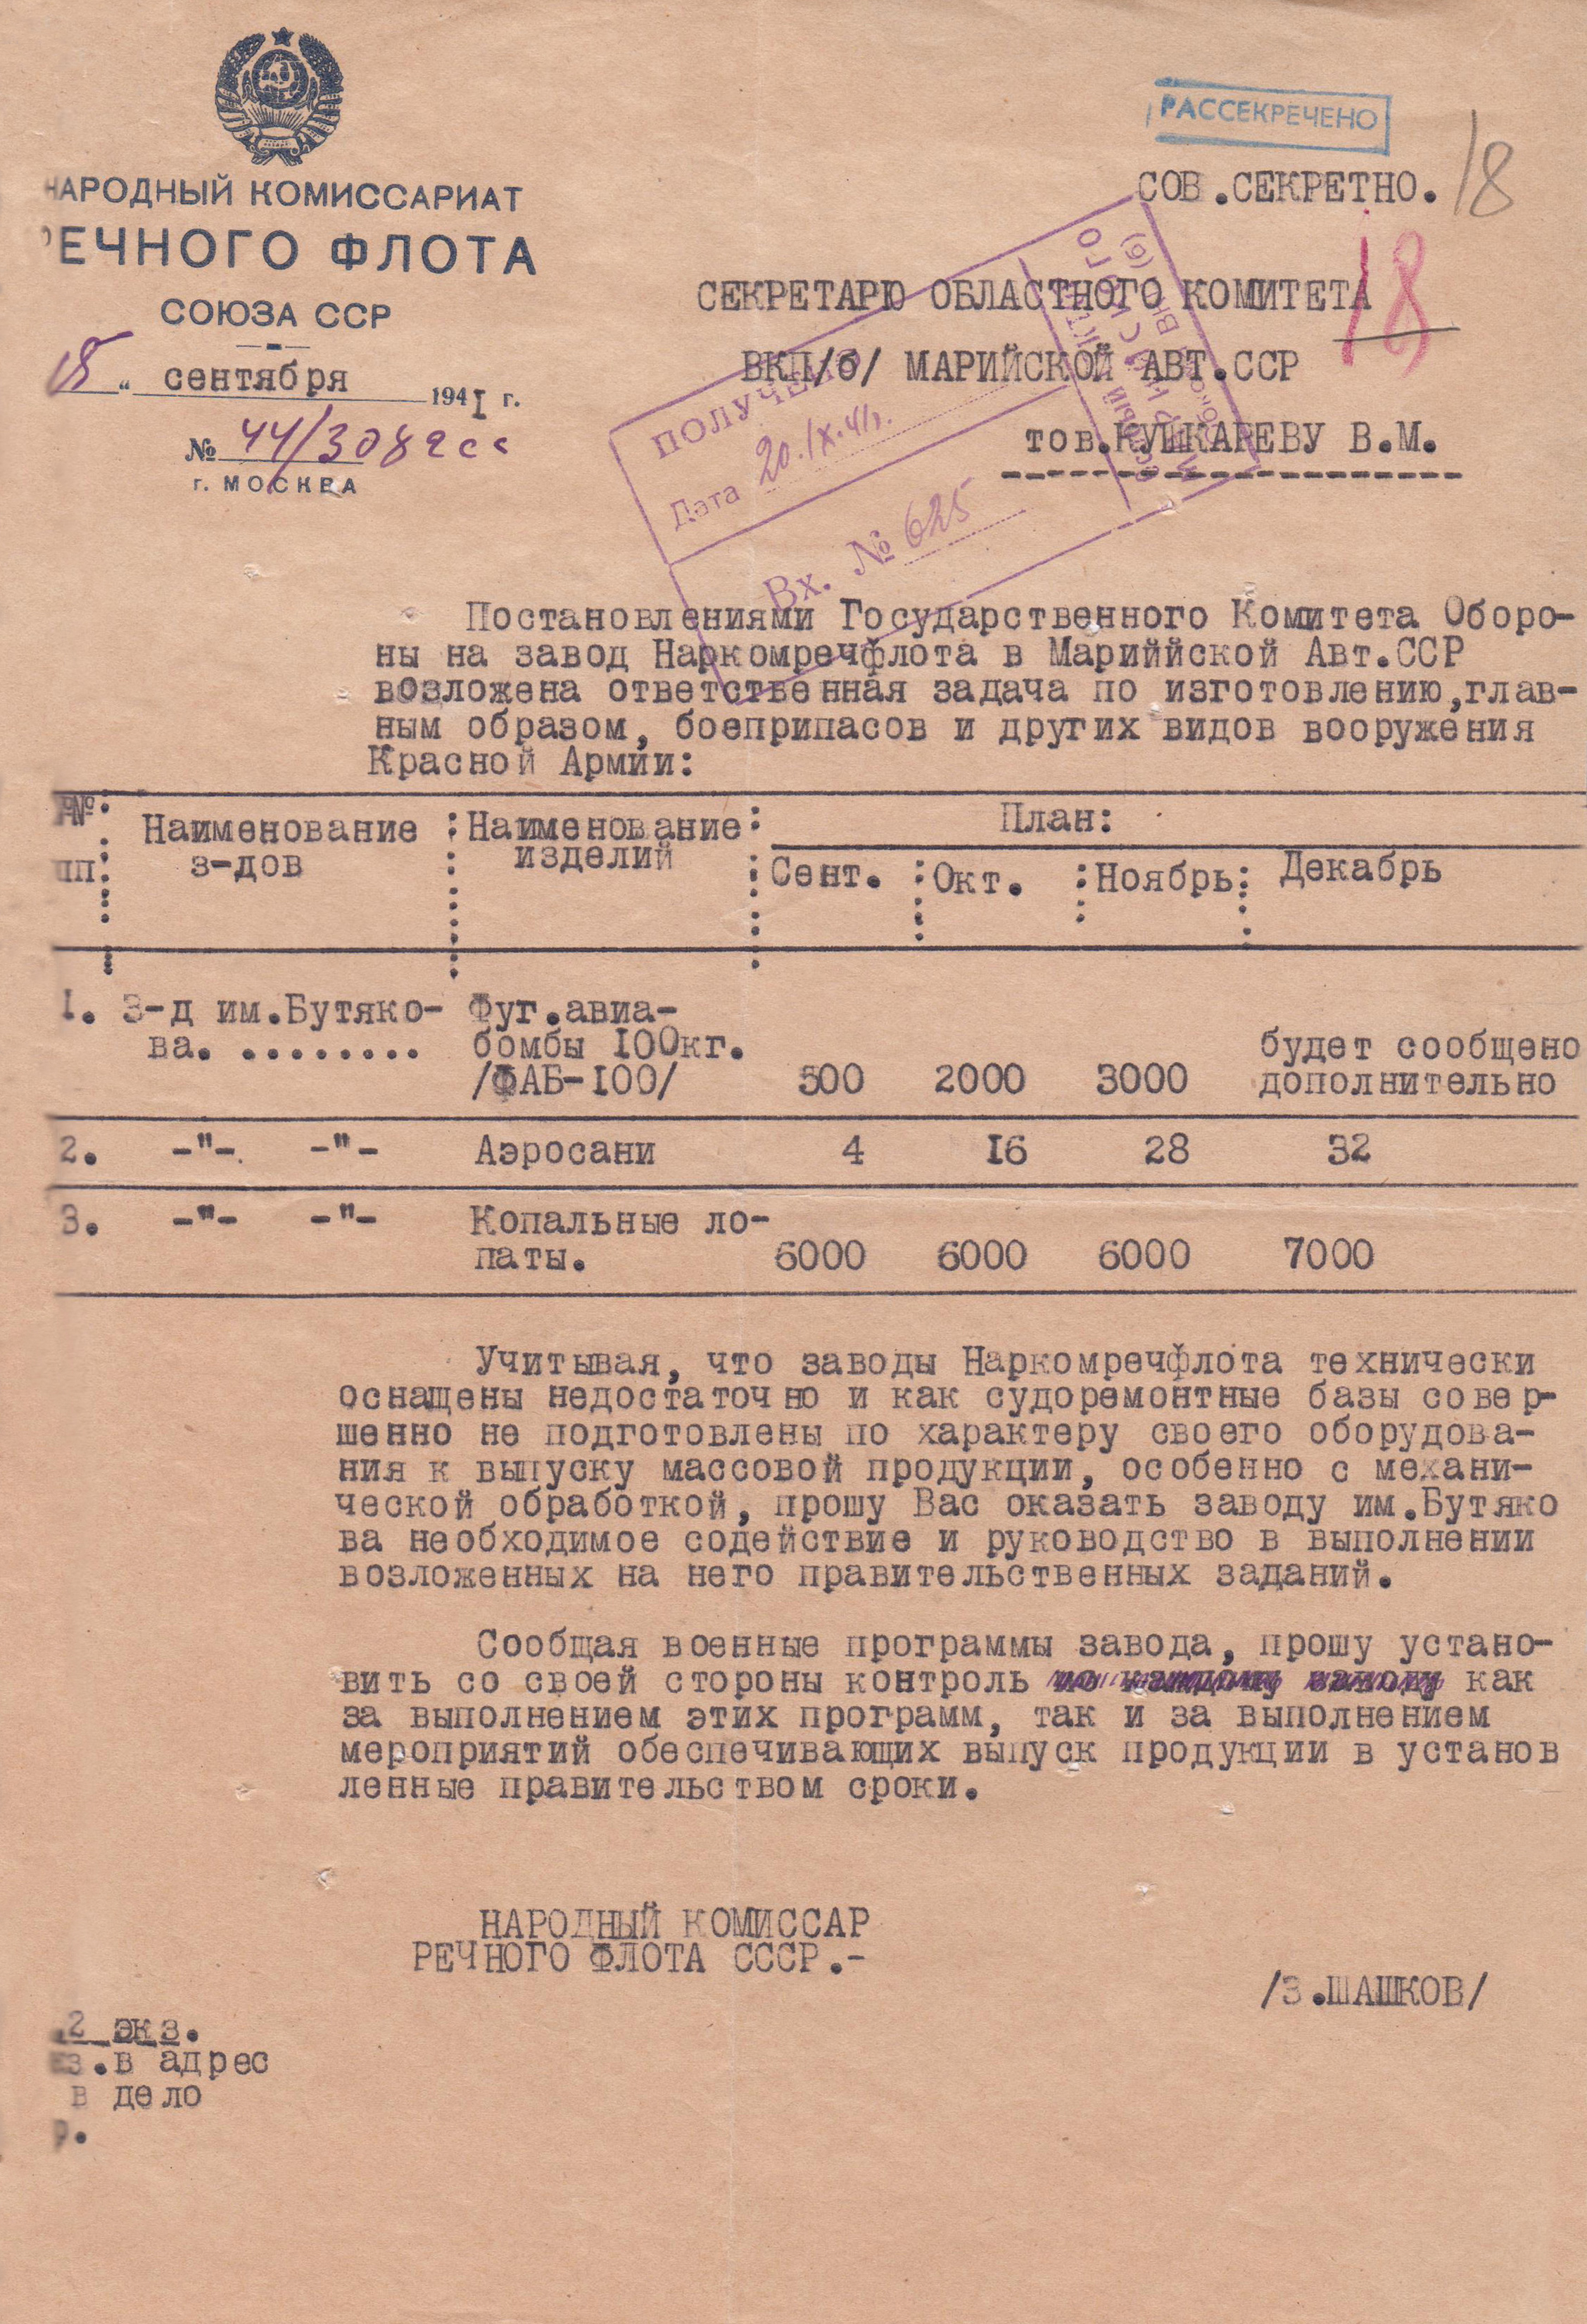 НАРОДНЫЙ КОМИССАРИАТ
РЕЧНОГО ФЛОТА
СОЮЗА ССР
18 " сентября 1941 г.
№ 44/3082сс
г. МОСКВА
РАССЕКРЕЧЕНО
СОВ.СЕКРЕТНО.
18
18
СЕКРЕТАРЮ ОБЛАСТНОГО КОМИТЕТА
ВКП/б/ МАРИЙСКОЙ АВТ.ССР
тов.КУШКАРЕВУ В.М.
ПОЛУЧЕНО
Дата 20.IX.41г.
Вх. № 625
Постановлениями Государственного Комитета Оборо-
ны на завод Наркомречфлота в Мариййской Авт.ССР
возложена ответственная задача по изготовлению,глав-
ным образом, боеприпасов и других видов вооружения
Красной Армии:
№ пп : Наименование з-дов : Наименование изделий : План:
Сент. : Окт. : Ноябрь: Декабрь
1. З-д им.Бутяко- Фуг.авиа-
ва. ........ бомбы 100кг. будет сообщено
/ФАБ-100/ 500 2000 3000 дополнительно
2. -"- -"- Аэросани 4 16 28 32
3. -"- -"- Копальные ло-
паты. 6000 6000 6000 7000
Учитывая, что заводы Наркомречфлота технически
оснащены недостаточно и как судоремонтные базы совер-
шенно не подготовлены по характеру своего оборудова-
ния к выпуску массовой продукции, особенно с механи-
ческой обработкой, прошу Вас оказать заводу им.Бутяко
ва необходимое содействие и руководство в выполнении
возложенных на него правительственных заданий.
Сообщая военные программы завода, прошу устано-
вить со своей стороны контроль по каждому заводу как
за выполнением этих программ, так и за выполнением
мероприятий обеспечивающих выпуск продукции в установ
ленные правительством сроки.
НАРОДНЫЙ КОМИССАР
РЕЧНОГО ФЛОТА СССР.-
/З.ШАШКОВ/
2 экз.
в адрес
в дело